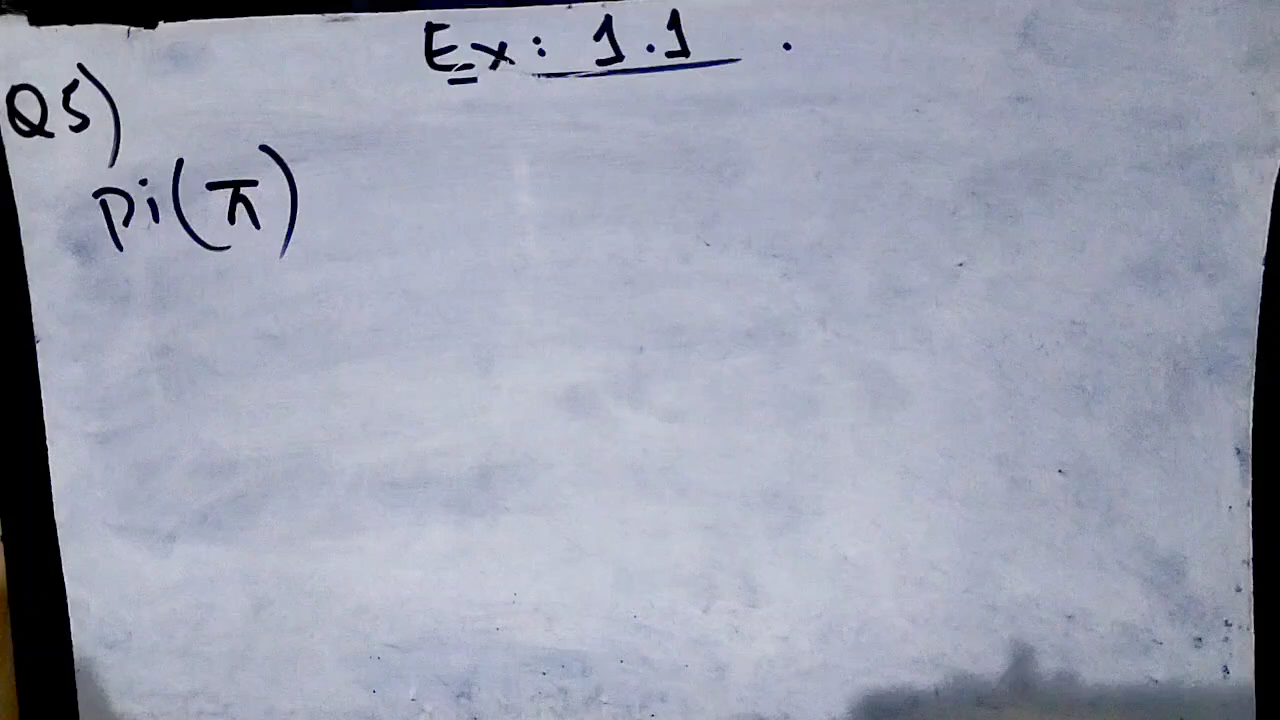 Ex: 1.1 .
Q5)
Pi(π)